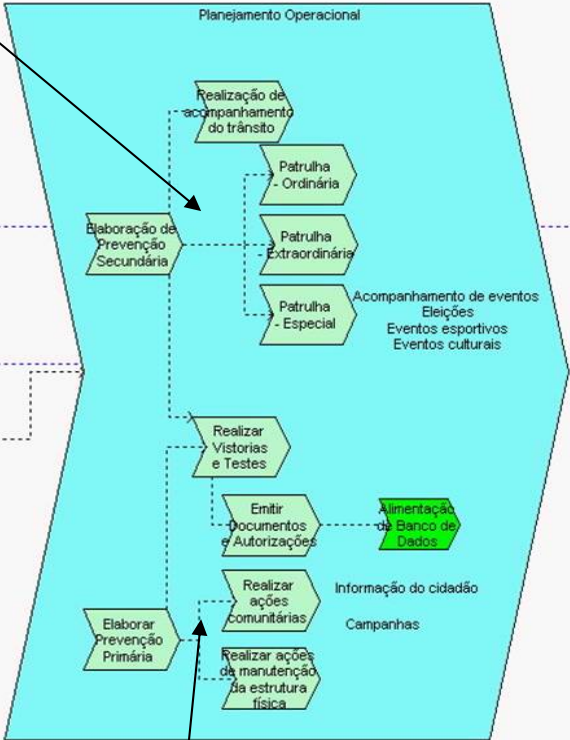 Planejamento Operacional
Realização de
acompanhamento
do trânsito
Patrulha
- Ordinária
Elaboração de
Prevenção
Secundária
Patrulha
- Extraordinária
Patrulha
- Especial
Acompanhamento de eventos
Eleições
Eventos esportivos
Eventos culturais
Realizar
Vistorias
e Testes
Emitir
Documentos
e Autorizações
Alimentação
de Banco de
Dados
Realizar
ações
comunitárias
Informação do cidadão
Campanhas
Elaborar
Prevenção
Primária
Realizar ações
de manutenção
da estrutura
física